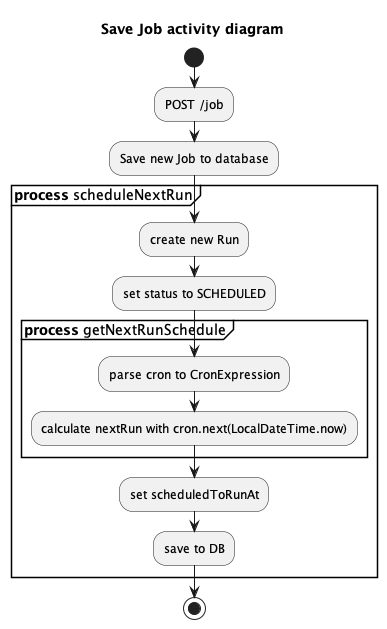 Save Job activity diagram
POST /job
Save new Job to database
process scheduleNextRun
create new Run
set status to SCHEDULED
process getNextRunSchedule
parse cron to CronExpression
calculate nextRun with cron.next(LocalDateTime.now)
set scheduledToRunAt
save to DB